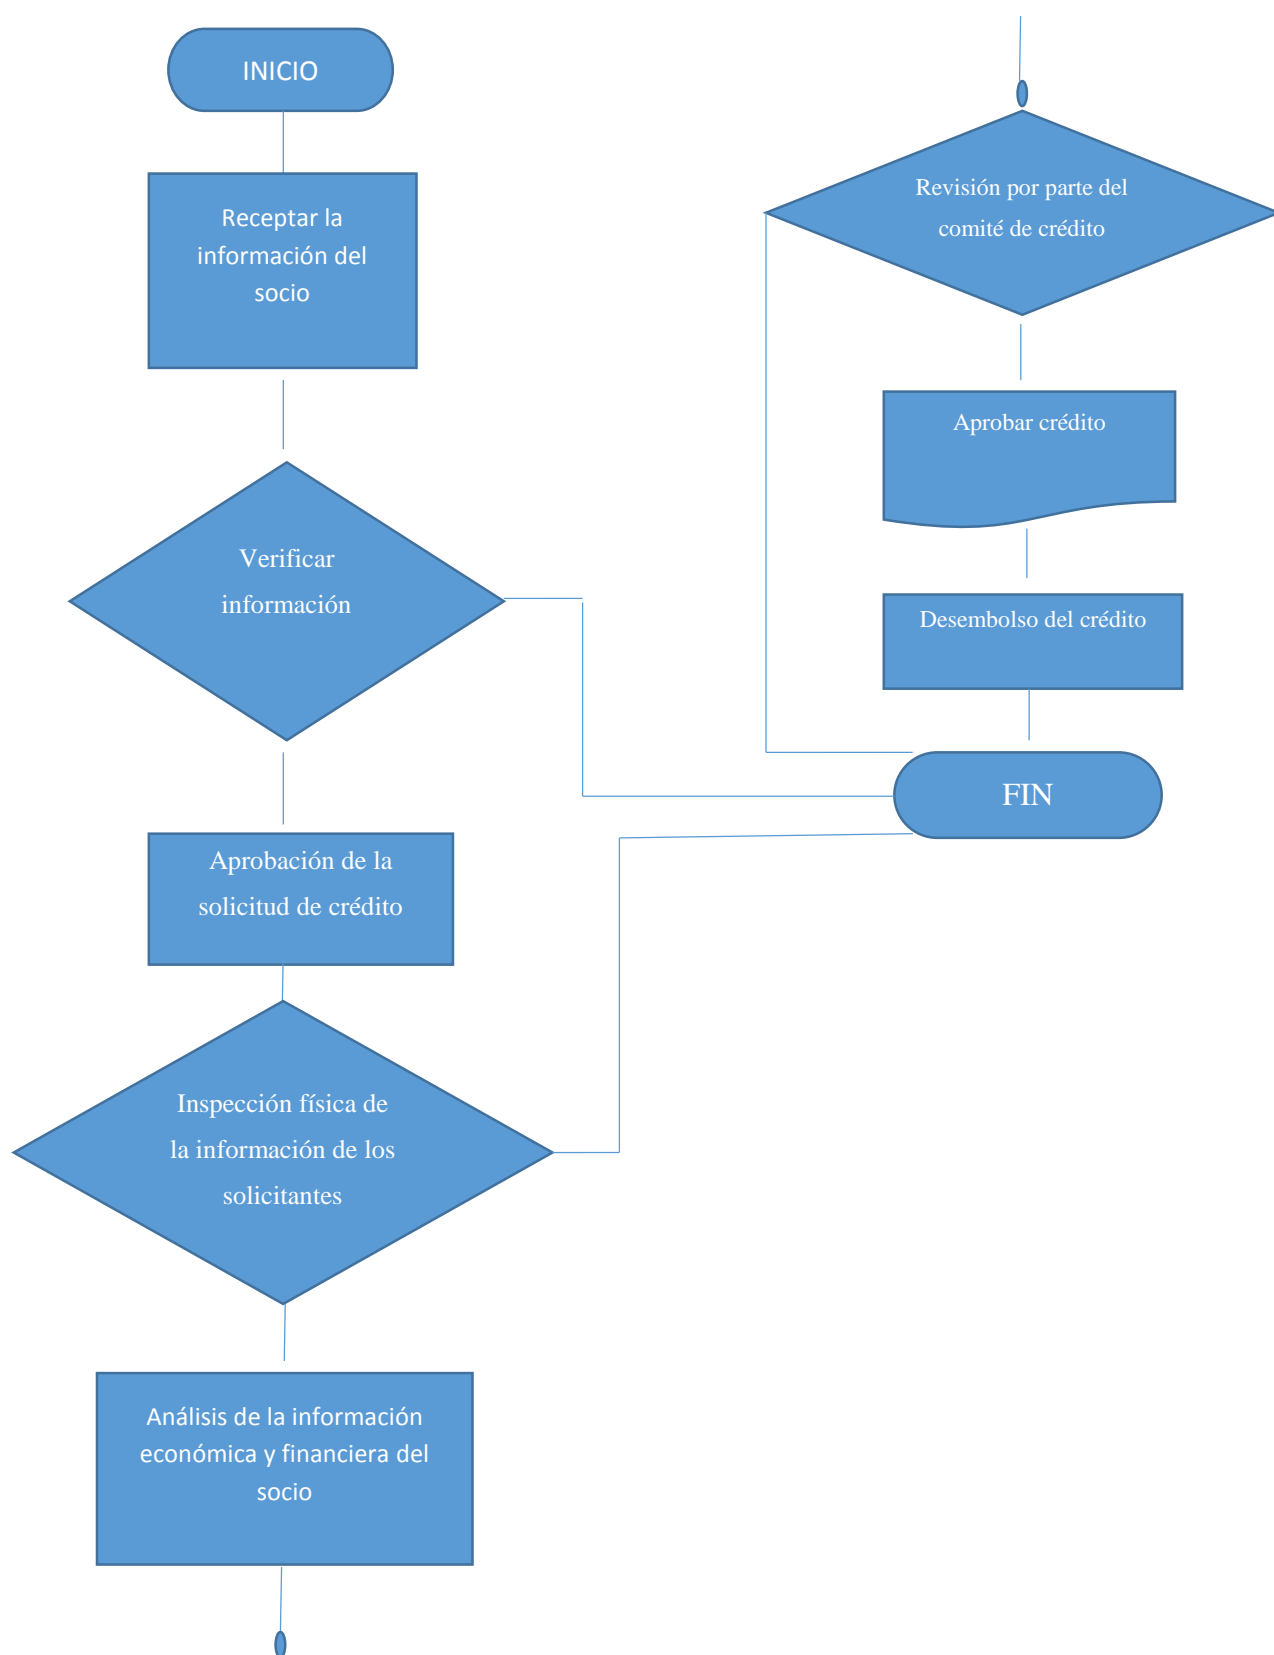 INICIO
Receptar la
información del
socio
Verificar
información
Aprobación de la
solicitud de crédito
Inspección física de
la información de los
solicitantes
Análisis de la información
económica y financiera del
socio
Revisión por parte del
comité de crédito
Aprobar crédito
Desembolso del crédito
FIN